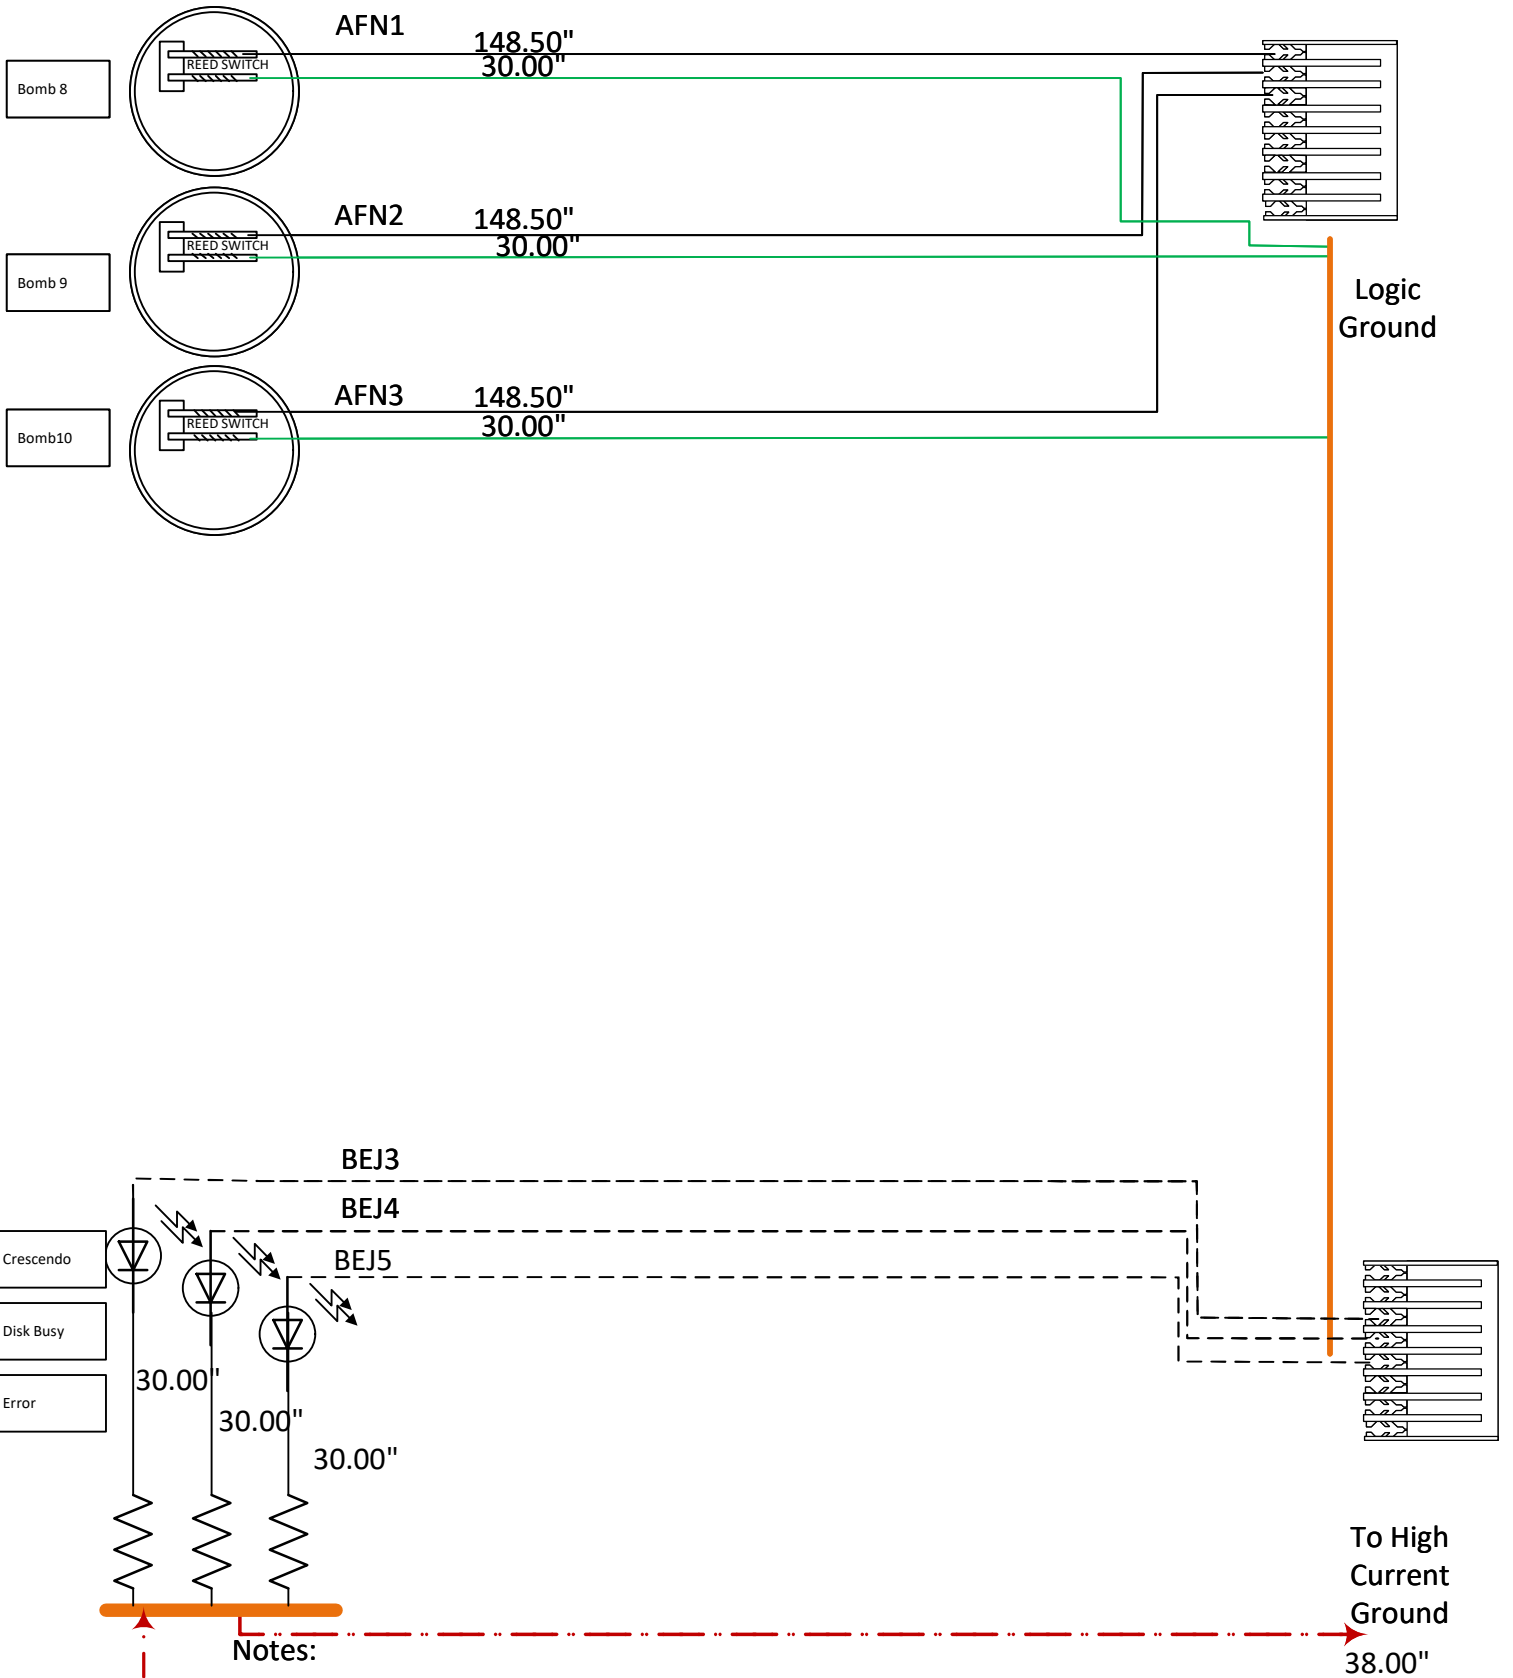 AFN1
148.50"
30.00"
REED SWITCH
Bomb 8
AFN2
148.50"
30.00"
REED SWITCH
Bomb 9
Logic
Ground
AFN3
148.50"
30.00"
REED SWITCH
Bomb10
BEJ3
BEJ4
BEJ5
Crescendo
Disk Busy
Error
30.00"
30.00"
30.00"
To High
Current
Ground
38.00"
Notes: